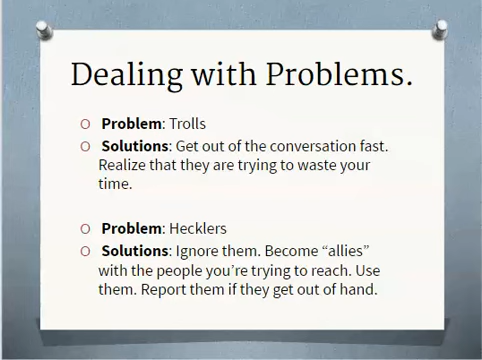 Dealing with Problems.
O Problem: Trolls
O Solutions: Get out of the conversation fast.
Realize that they are trying to waste your
time.
O Problem: Hecklers
O Solutions: Ignore them. Become “allies”
with the people you’re trying to reach. Use
them. Report them if they get out of hand.